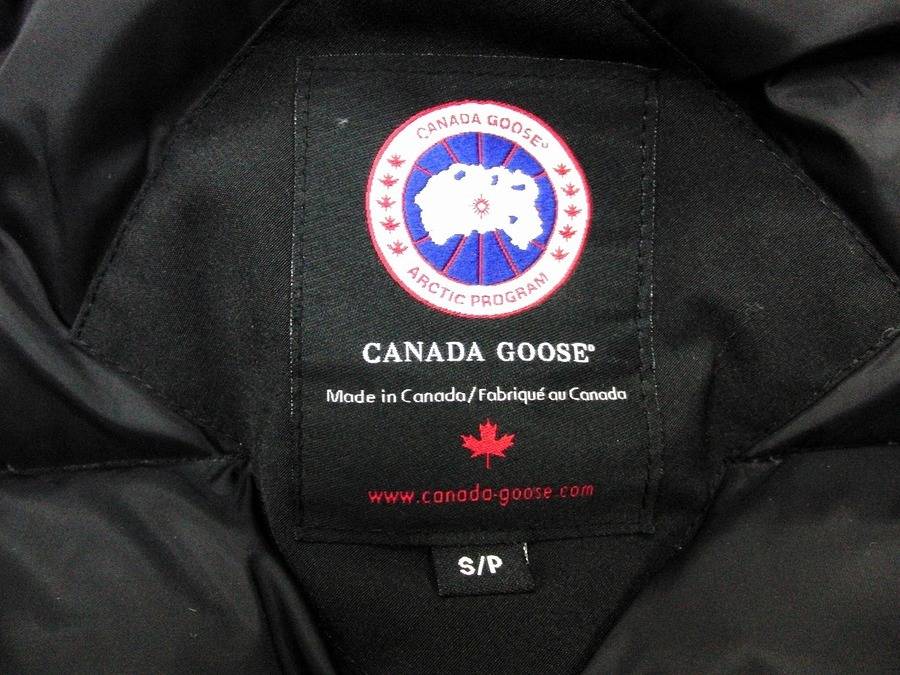 CANADA GOOSE®
ARCTIC PROGRAM
CANADA GOOSE®
Made in Canada/Fabriqué au Canada
www.canada-goose.com
S/P